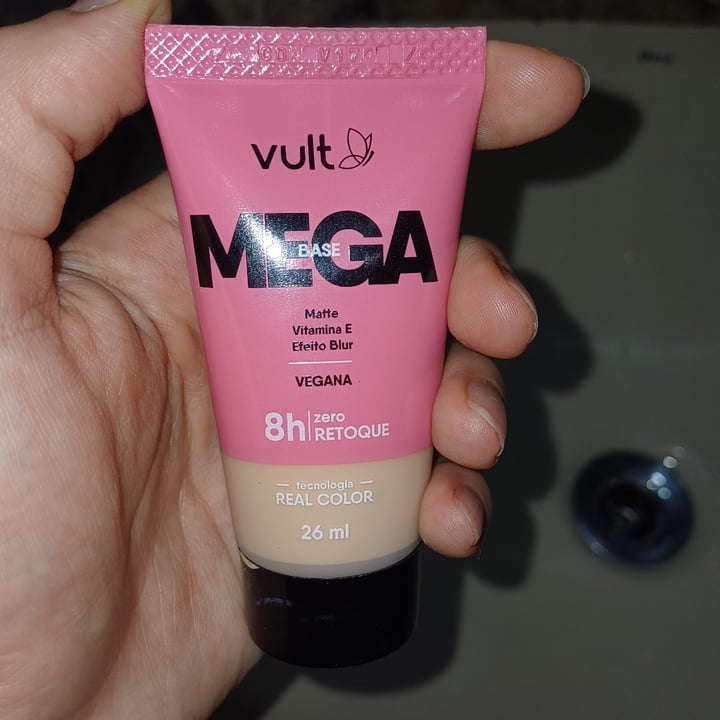 vult
MEGA
BASE
Matte
Vitamina E
Efeito Blur
VEGANA
8h
zero
RETOQUE
tecnologia
REAL COLOR
26 ml